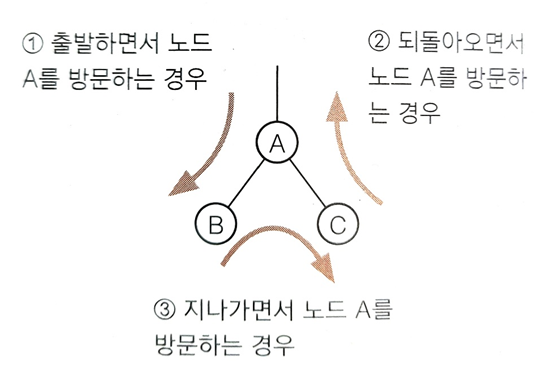 ① 출발하면서 노드
A를 방문하는 경우
② 되돌아오면서
노드 A를 방문하
는 경우
A
B
C
③ 지나가면서 노드 A를
방문하는 경우